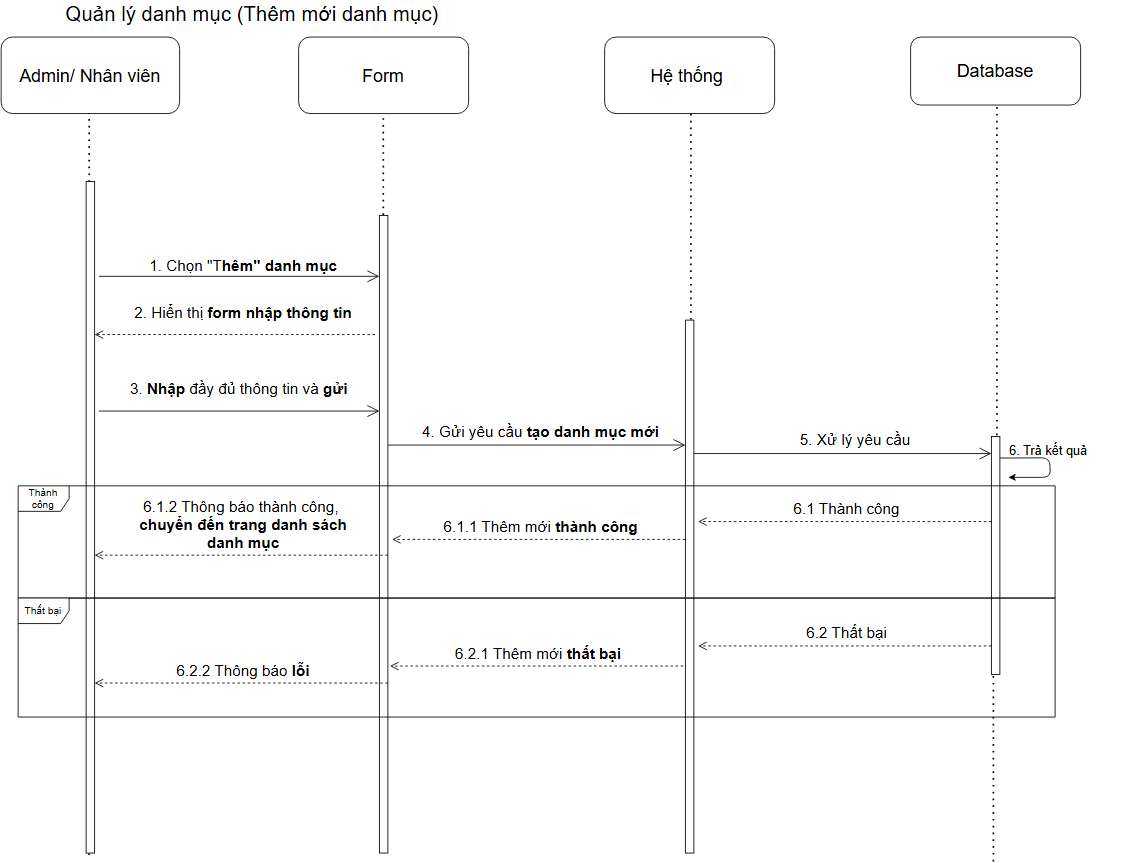 Quản lý danh mục (Thêm mới danh mục)
Admin/ Nhân viên
Form
Hệ thống
Database
1. Chọn "Thêm" danh mục
2. Hiển thị form nhập thông tin
3. Nhập đầy đủ thông tin và gửi
4. Gửi yêu cầu tạo danh mục mới
5. Xử lý yêu cầu
6. Trả kết quả
Thành
công
6.1 Thành công
6.1.1 Thêm mới thành công
6.1.2 Thông báo thành công,
chuyển đến trang danh sách
danh mục
Thất bại
6.2 Thất bại
6.2.1 Thêm mới thất bại
6.2.2 Thông báo lỗi